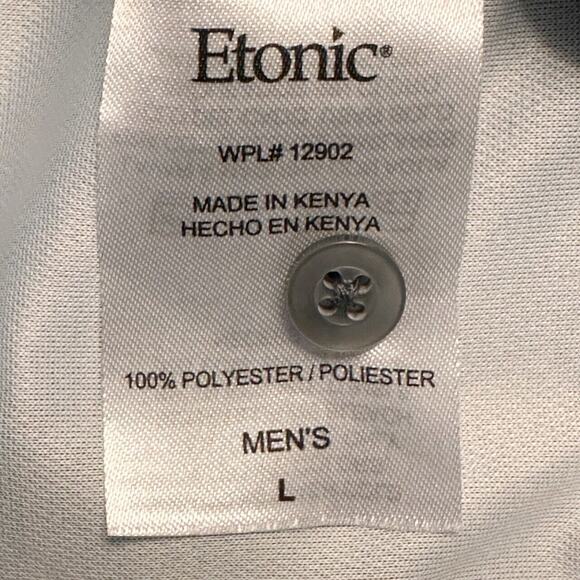 Etonic®
WPL# 12902
MADE IN KENYA
HECHO EN KENYA
100% POLYESTER / POLIESTER
MEN'S
L